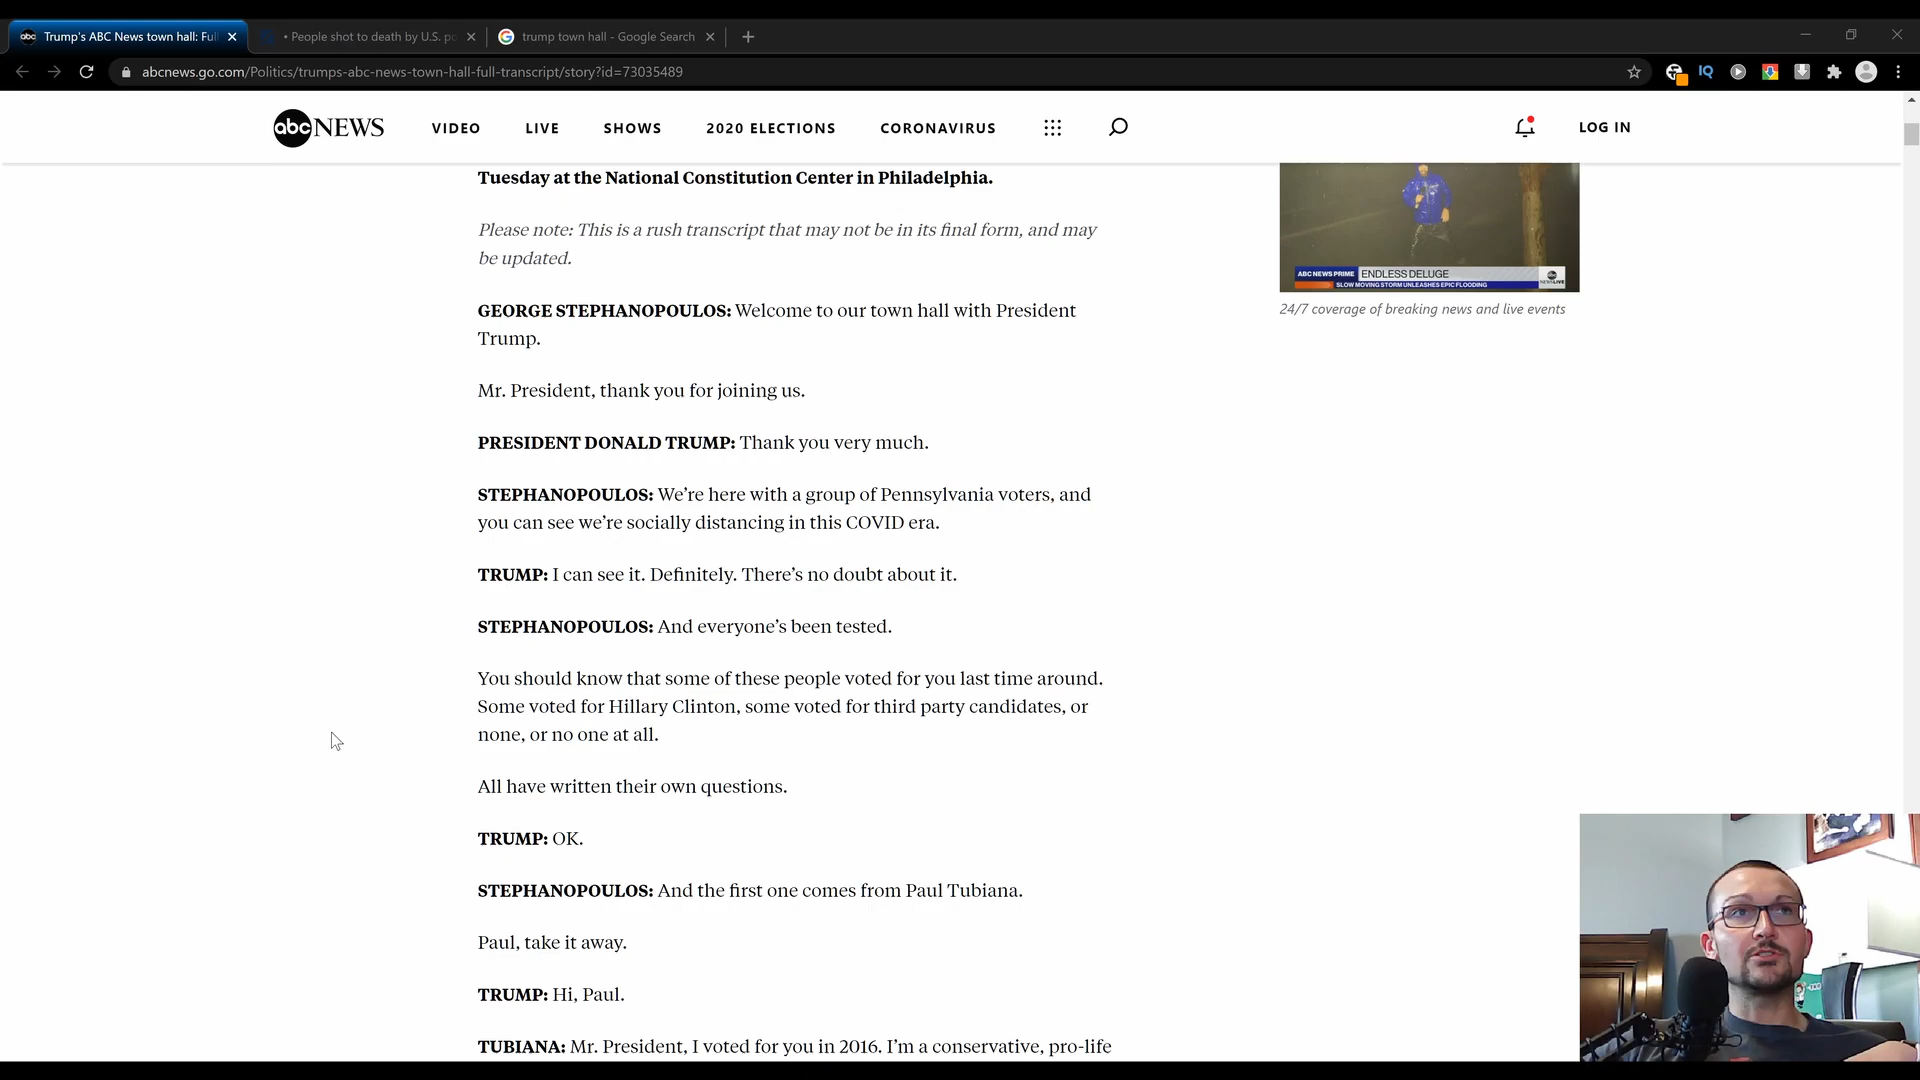 Trump's ABC News town hall: Ful
• People shot to death by U.S. po
trump town hall - Google Search
abcnews.go.com/Politics/trumps-abc-news-town-hall-full-transcript/story?id=73035489
IQ
abc NEWS
VIDEO
LIVE
SHOWS
2020 ELECTIONS
CORONAVIRUS
LOG IN
Tuesday at the National Constitution Center in Philadelphia.
Please note: This is a rush transcript that may not be in its final form, and may
be updated.
ABC NEWS PRIME
ENDLESS DELUGE
SLOW MOVING STORM UNLEASHES EPIC FLOODING
24/7 coverage of breaking news and live events
GEORGE STEPHANOPOULOS: Welcome to our town hall with President
Trump.
Mr. President, thank you for joining us.
PRESIDENT DONALD TRUMP: Thank you very much.
STEPHANOPOULOS: We’re here with a group of Pennsylvania voters, and
you can see we’re socially distancing in this COVID era.
TRUMP: I can see it. Definitely. There’s no doubt about it.
STEPHANOPOULOS: And everyone’s been tested.
You should know that some of these people voted for you last time around.
Some voted for Hillary Clinton, some voted for third party candidates, or
none, or no one at all.
All have written their own questions.
TRUMP: OK.
STEPHANOPOULOS: And the first one comes from Paul Tubiana.
Paul, take it away.
TRUMP: Hi, Paul.
TUBIANA: Mr. President, I voted for you in 2016. I’m a conservative, pro-life